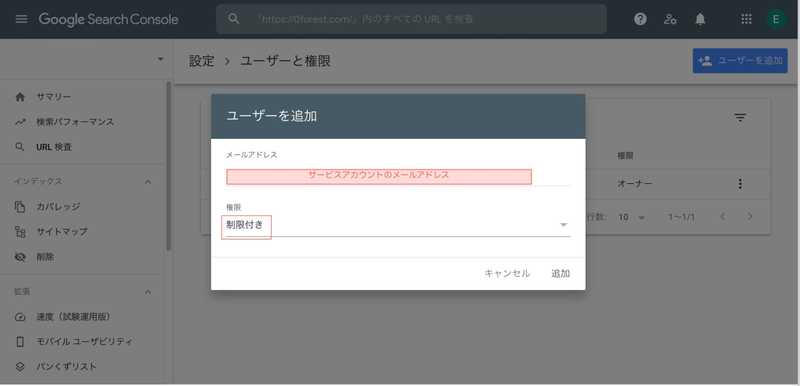 Google Search Console
「https://0forest.com/」内のすべての URL を検査
E
設定 > ユーザーと権限
ユーザーを追加
サマリー
検索パフォーマンス
URL 検査
インデックス
カバレッジ
サイトマップ
削除
拡張
速度（試験運用版）
モバイル ユーザビリティ
パンくずリスト
ユーザーを追加
メールアドレス
サービスアカウントのメールアドレス
権限
制限付き
キャンセル
追加
権限
オーナー
行数:
10
1～1/1